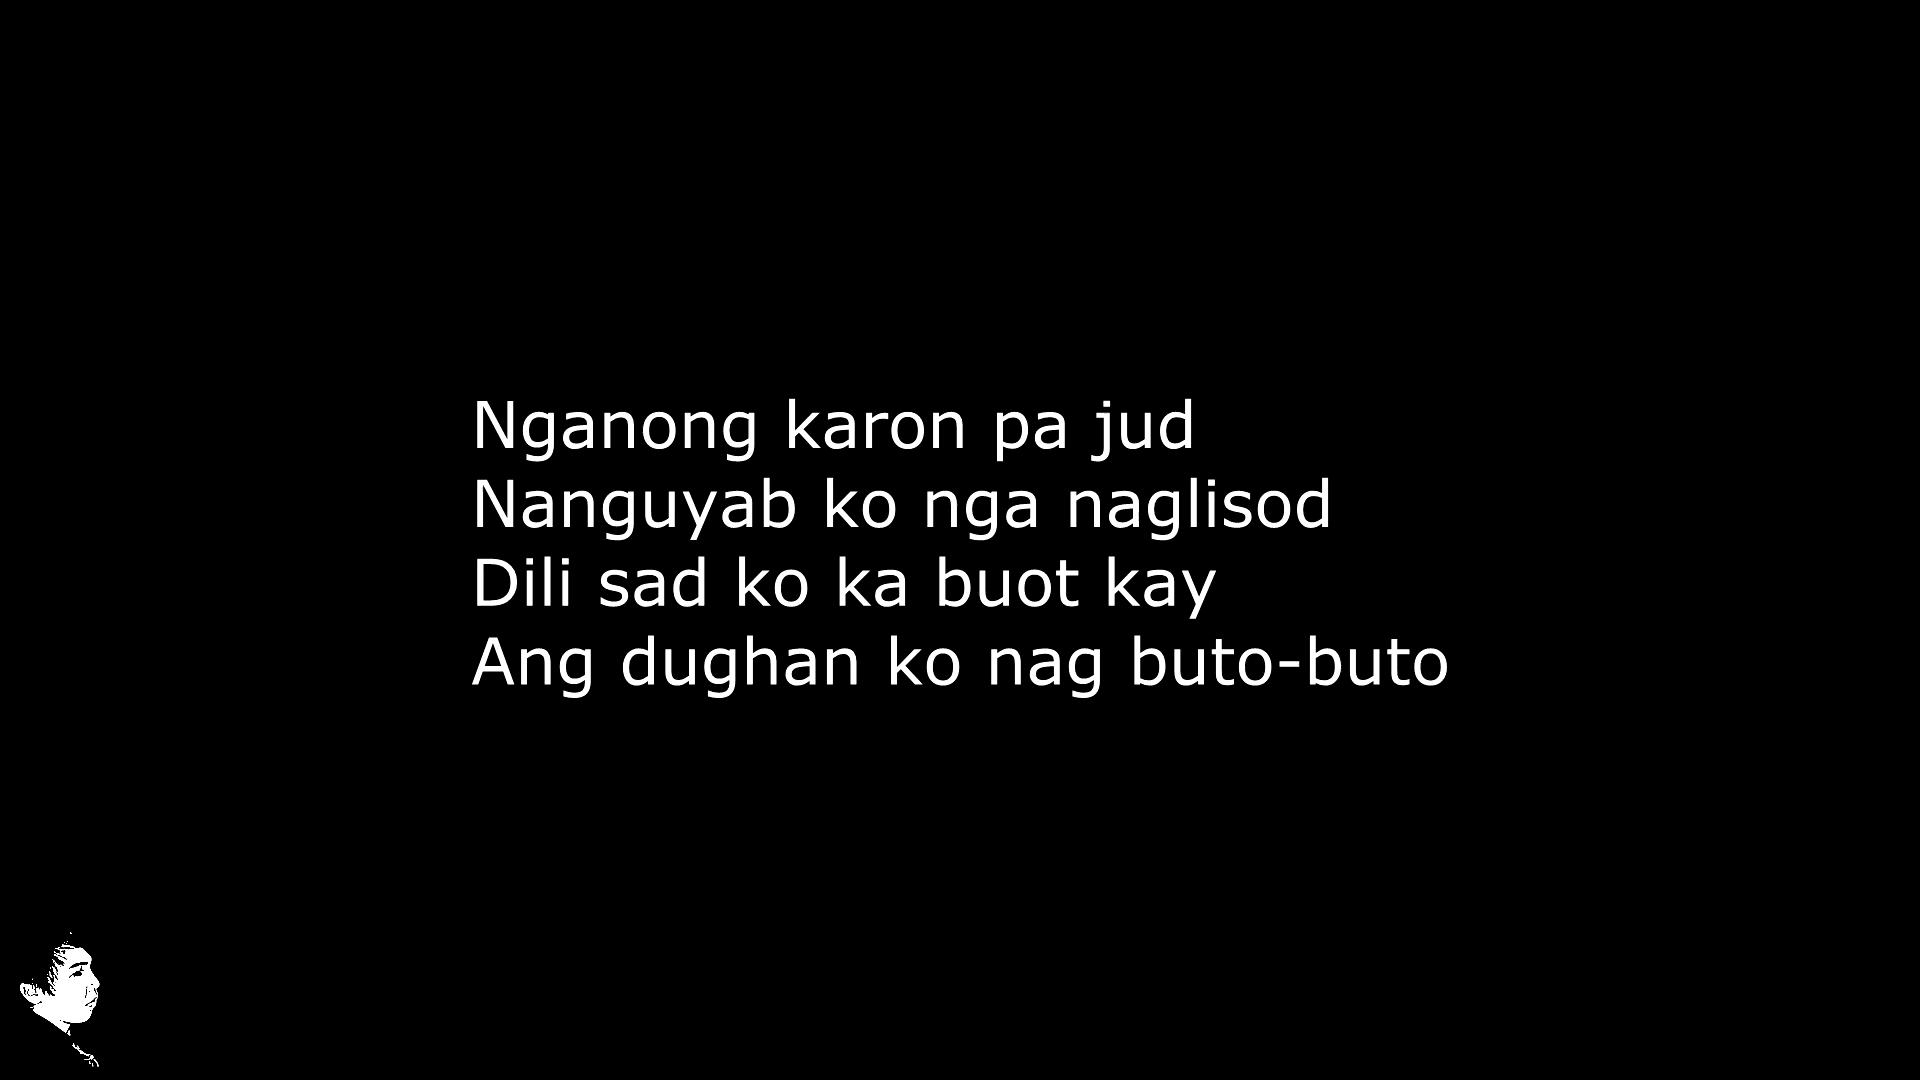 Nganong karon pa jud
Nanguyab ko nga naglisod
Dili sad ko ka buot kay
Ang dughan ko nag buto-buto